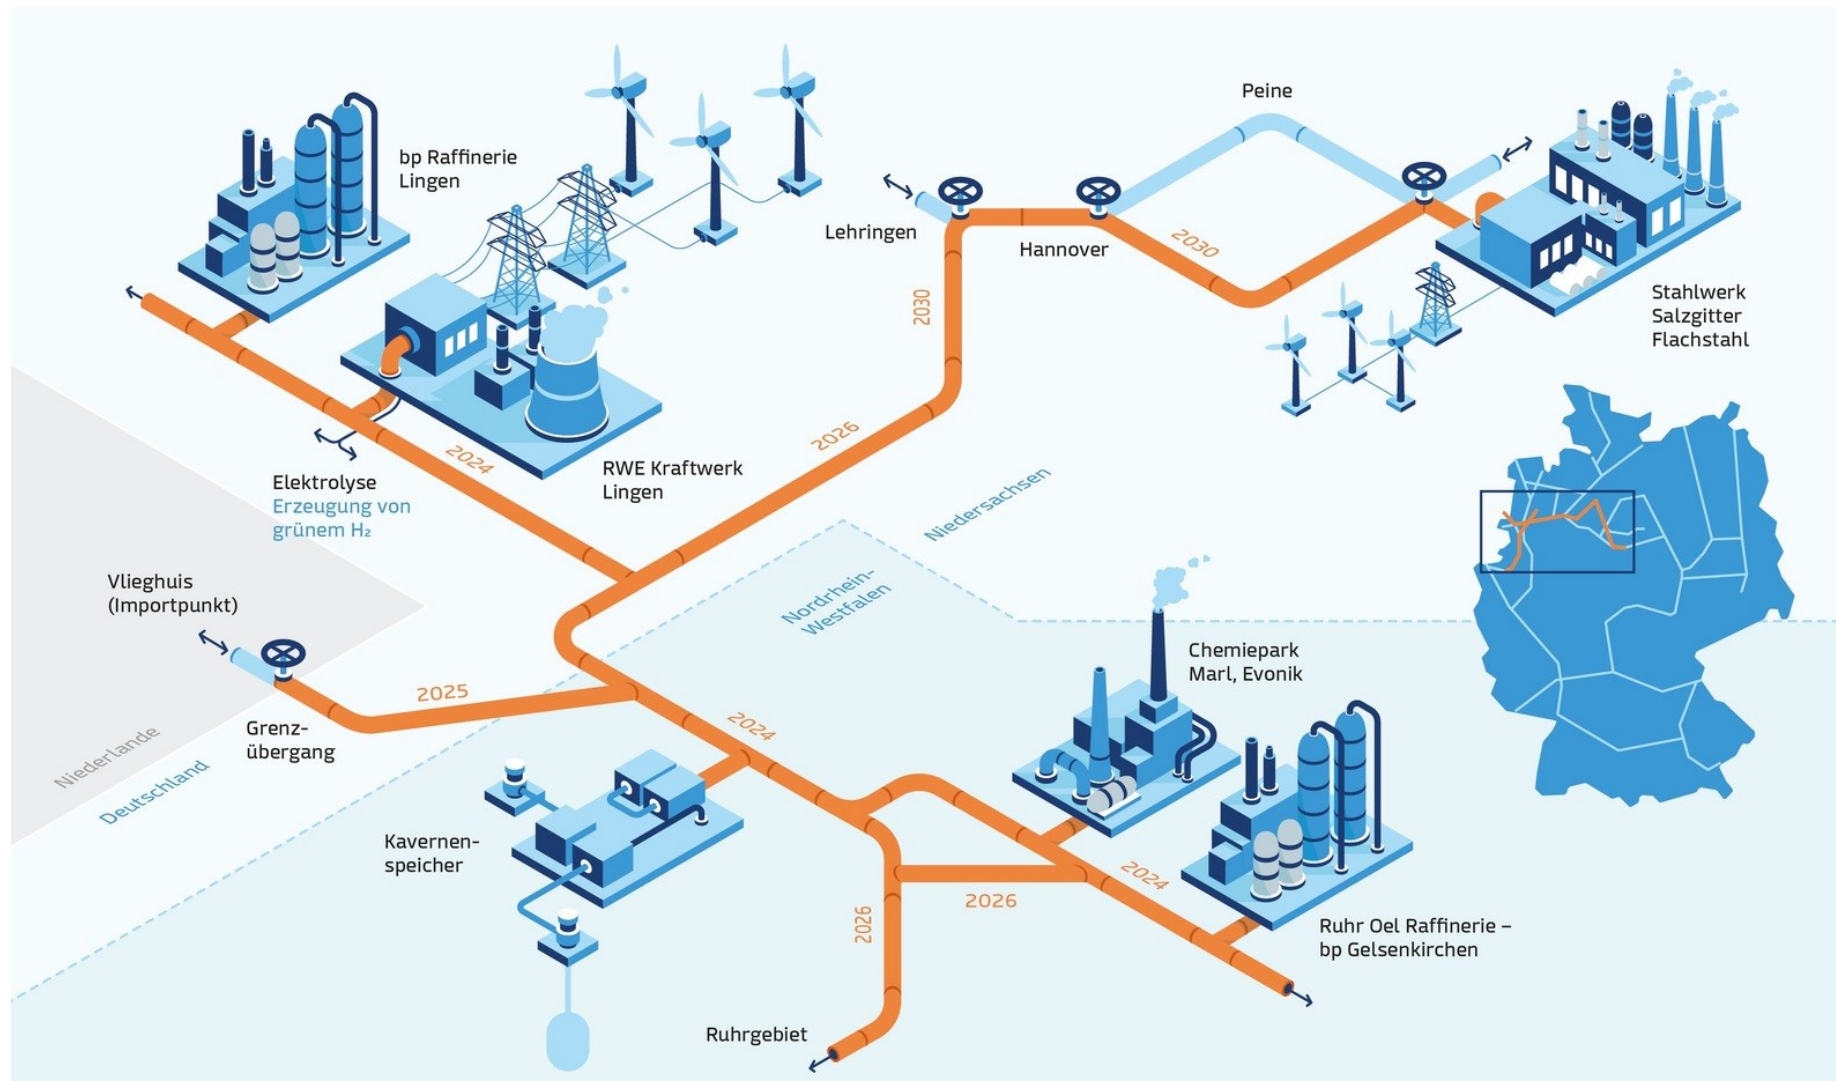 Peine
bp Raffinerie
Lingen
Lehringen
Hannover
2030
2030
Stahlwerk
Salzgitter
Flachstahl
2026
2024
RWE Kraftwerk
Lingen
Elektrolyse
Erzeugung von
grünem H₂
Niedersachsen
Nordrhein-
Westfalen
Vlieghuis
(Importpunkt)
2025
Grenz-
übergang
Niederlande
Deutschland
2024
Chemiepark
Marl, Evonik
Kavernen-
speicher
2024
2026
2026
Ruhr Oel Raffinerie –
bp Gelsenkirchen
Ruhrgebiet